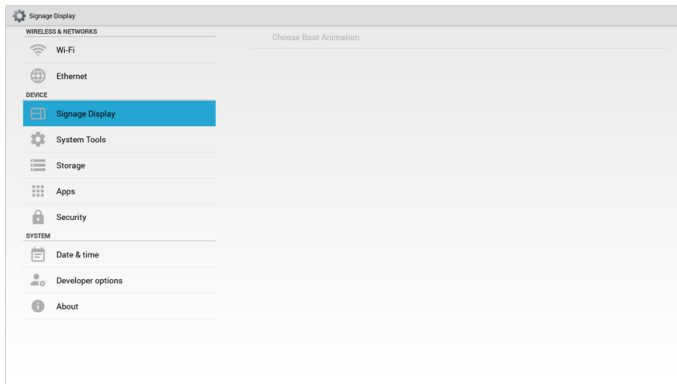 Signage Display
WIRELESS & NETWORKS
Wi-Fi
Ethernet
DEVICE
Signage Display
System Tools
Storage
Apps
Security
SYSTEM
Date & time
Developer options
About
Choose Boot Animation